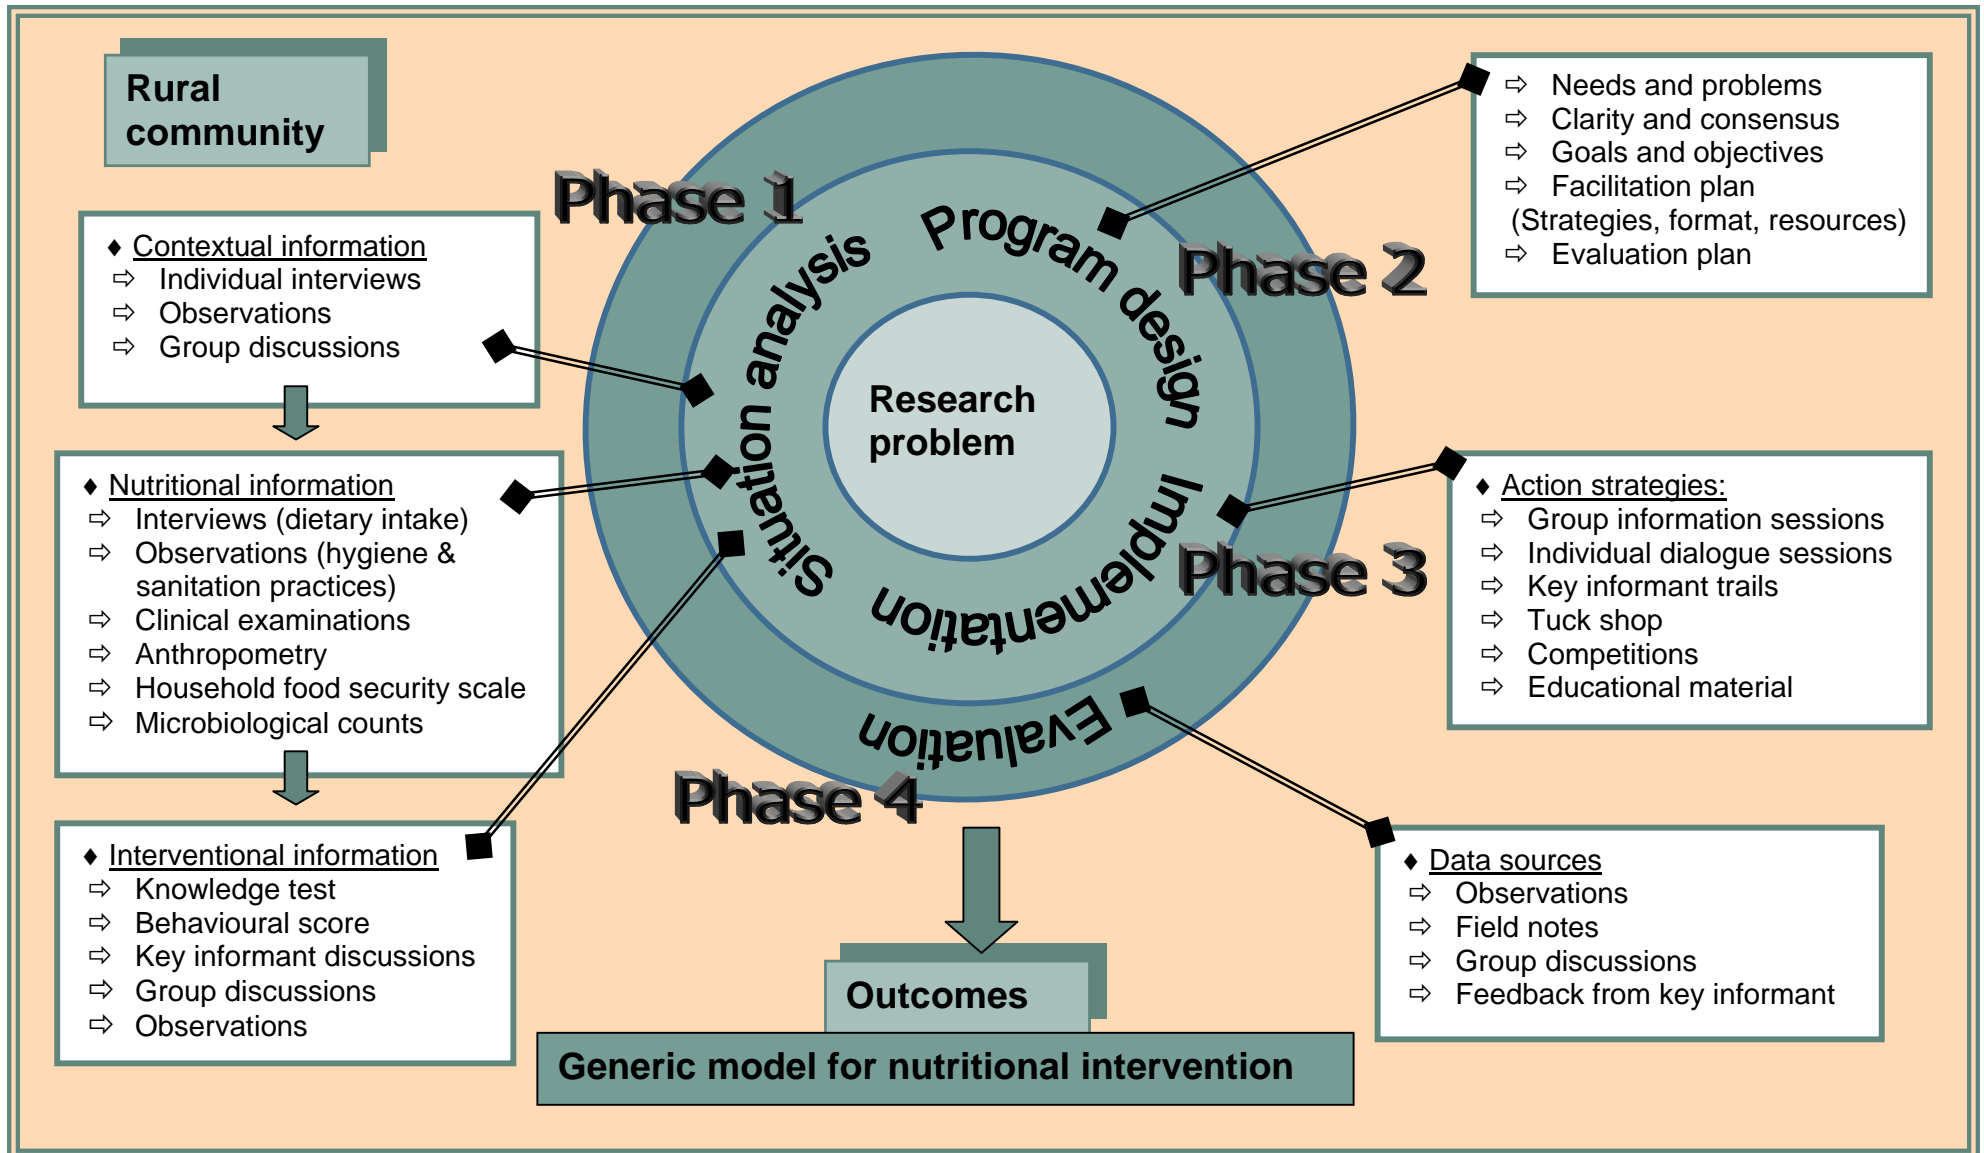 Rural
community
Phase 1
♦ Contextual information
⇨ Individual interviews
⇨ Observations
⇨ Group discussions
♦ Nutritional information
⇨ Interviews (dietary intake)
⇨ Observations (hygiene &
sanitation practices)
⇨ Clinical examinations
⇨ Anthropometry
⇨ Household food security scale
⇨ Microbiological counts
♦ Interventional information
⇨ Knowledge test
⇨ Behavioural score
⇨ Key informant discussions
⇨ Group discussions
⇨ Observations
Situation analysis
Program design
Implementation
Evaluation
Research
problem
Phase 2
⇨ Needs and problems
⇨ Clarity and consensus
⇨ Goals and objectives
⇨ Facilitation plan
(Strategies, format, resources)
⇨ Evaluation plan
Phase 3
♦ Action strategies:
⇨ Group information sessions
⇨ Individual dialogue sessions
⇨ Key informant trails
⇨ Tuck shop
⇨ Competitions
⇨ Educational material
Phase 4
♦ Data sources
⇨ Observations
⇨ Field notes
⇨ Group discussions
⇨ Feedback from key informant
Outcomes
Generic model for nutritional intervention